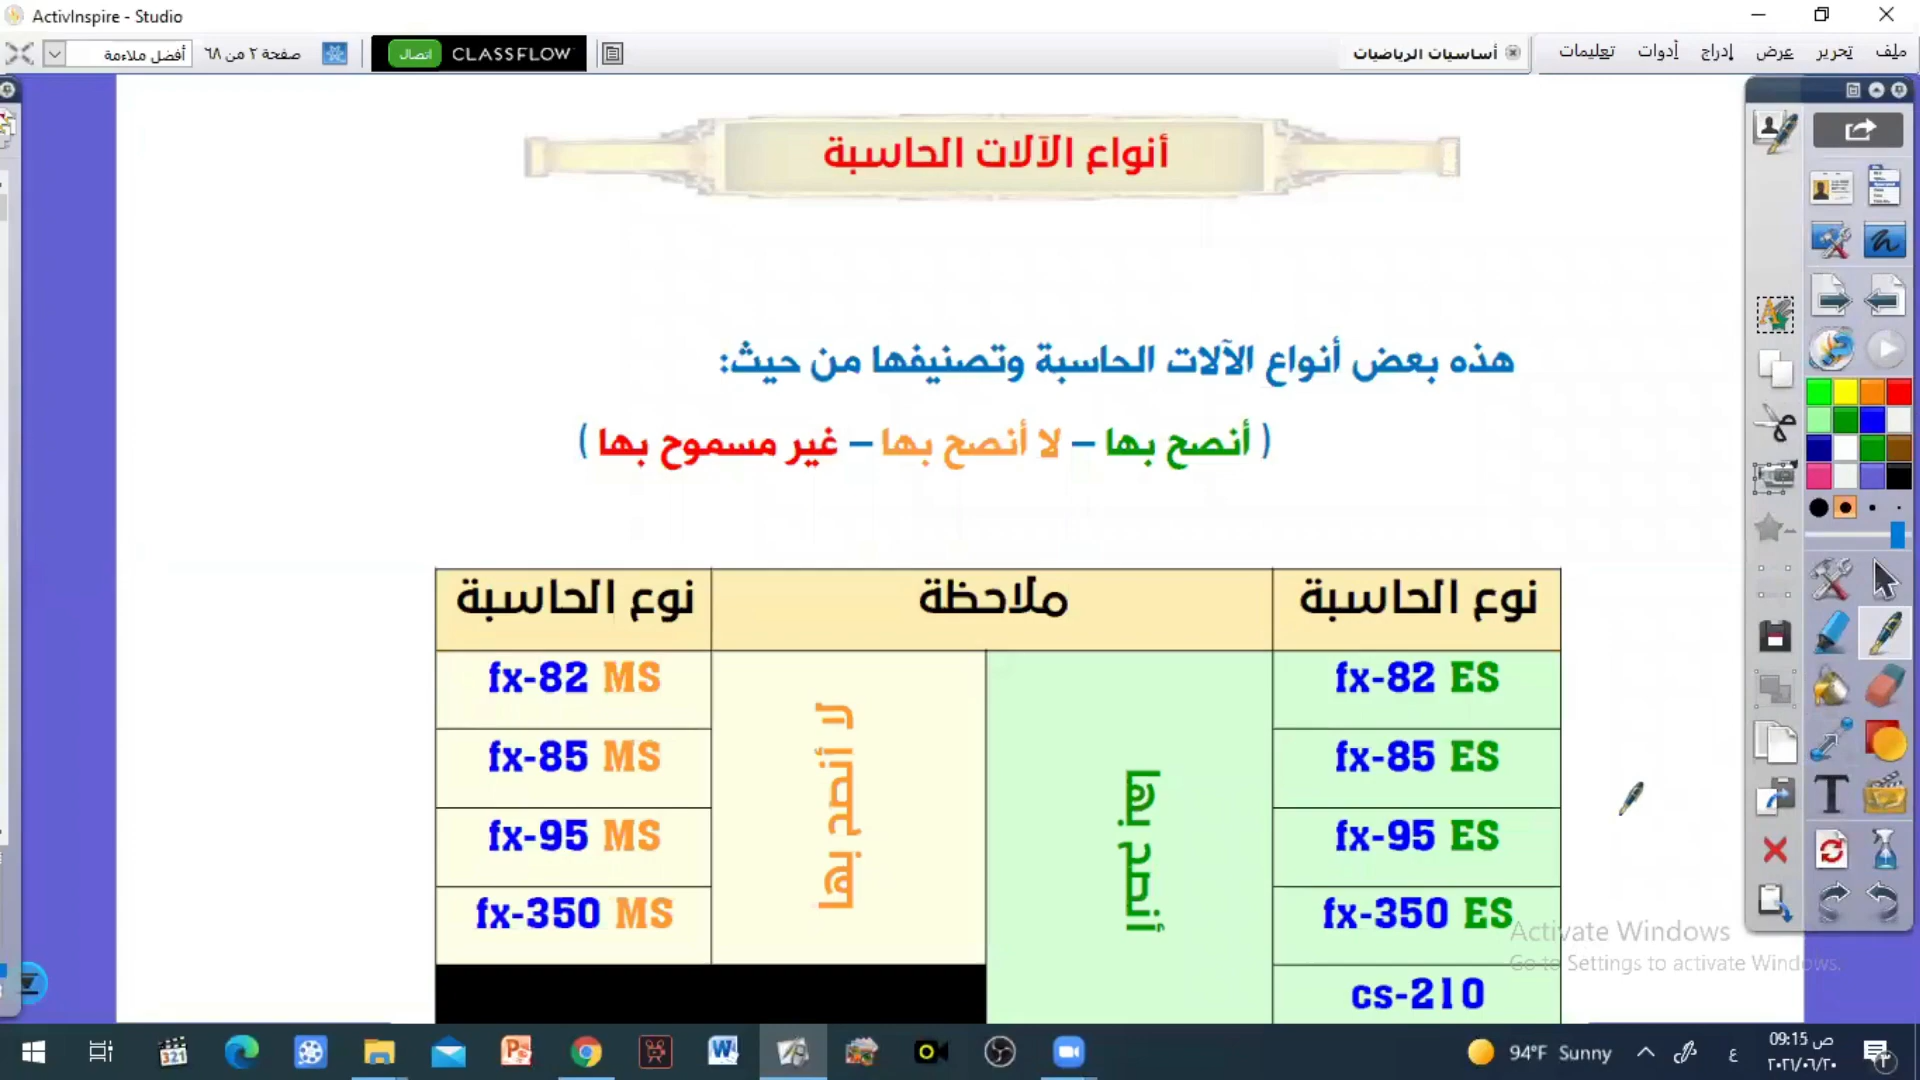 ActivInspire - Studio
ملف تحرير عرض إدراج أدوات تعليمات
أساسيات الرياضيات
CLASSFLOW اتصال
صفحة ٢ من ٦٨
أفضل ملاءمة
أنواع الآلات الحاسبة
هذه بعض أنواع الآلات الحاسبة وتصنيفها من حيث:
( أنصح بها – لا أنصح بها – غير مسموح بها )
نوع الحاسبة ملاحظة نوع الحاسبة
fx-82 ES أنصح بها لا أنصح بها fx-82 MS
fx-85 ES fx-85 MS
fx-95 ES fx-95 MS
fx-350 ES fx-350 MS
cs-210
Activate Windows
Go to Settings to activate Windows.
94°F Sunny
ع
09:15 ص
٢٠٢١/٠٦/٢٠